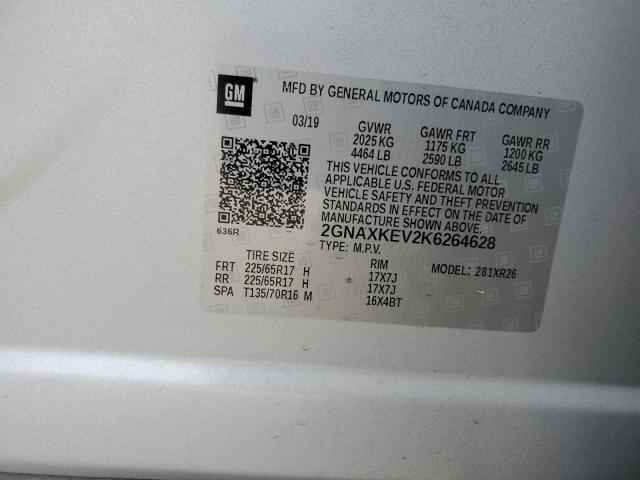 GM
MFD BY GENERAL MOTORS OF CANADA COMPANY
03/19 GVWR GAWR FRT GAWR RR
2025 KG 1175 KG 1200 KG
4464 LB 2590 LB 2645 LB
THIS VEHICLE CONFORMS TO ALL
APPLICABLE U.S. FEDERAL MOTOR
VEHICLE SAFETY AND THEFT PREVENTION
STANDARDS IN EFFECT ON THE DATE OF
MANUFACTURE SHOWN ABOVE.
636R
2GNAXKEV2K6264628
TYPE: M.P.V.
TIRE SIZE RIM MODEL: 281XR26
FRT 225/65R17 H 17X7J
RR 225/65R17 H 17X7J
SPA T135/70R16 M 16X4BT